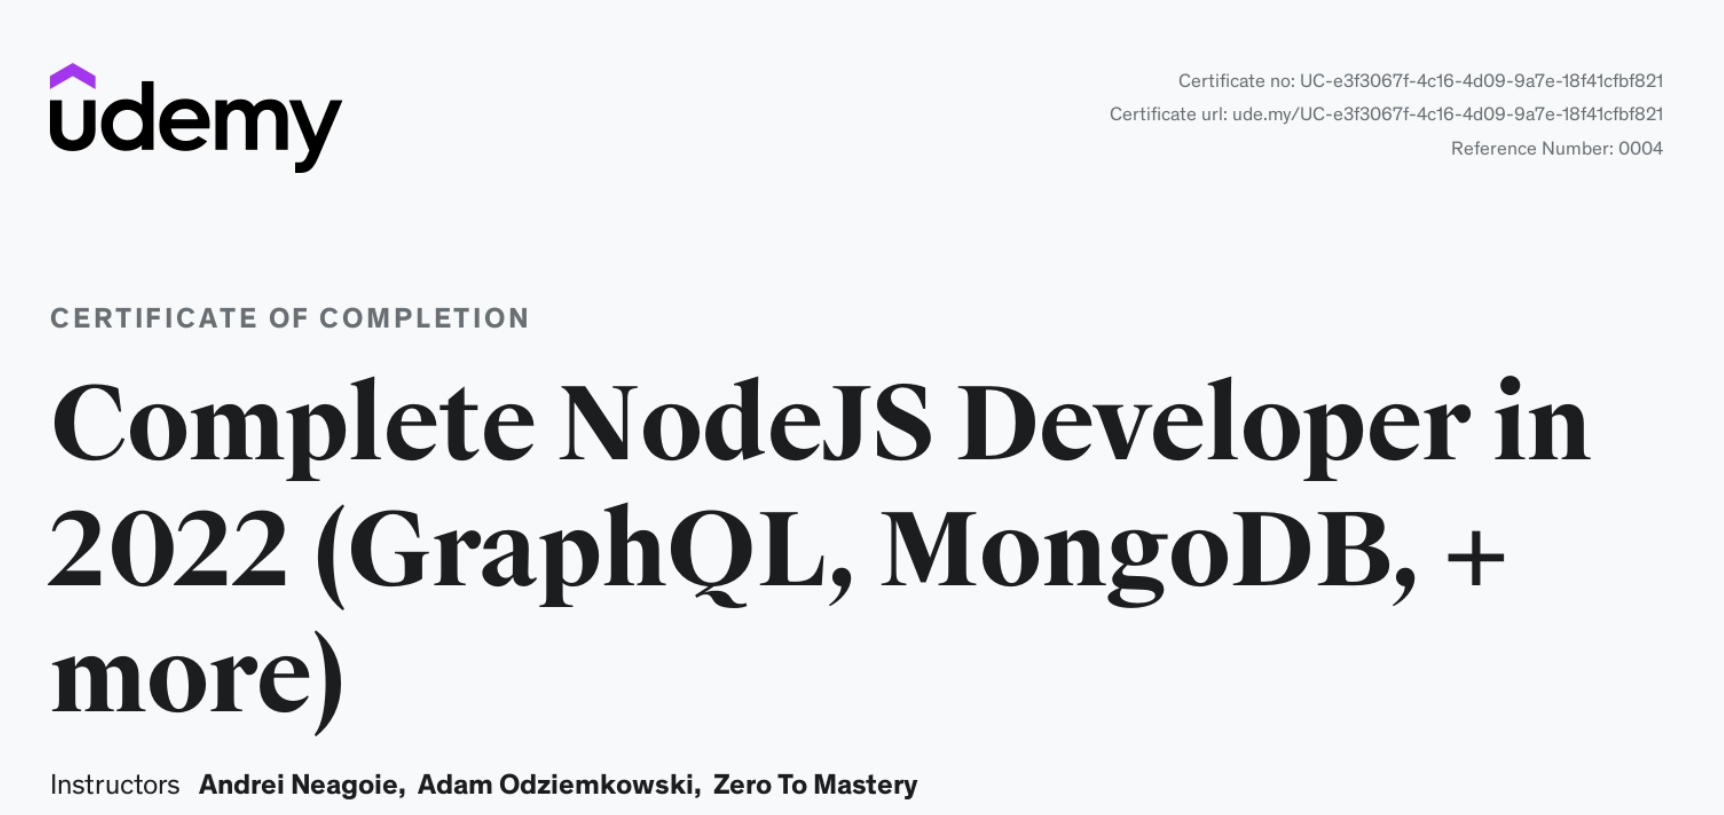 udemy
Certificate no: UC-e3f3067f-4c16-4d09-9a7e-18f41cfbf821
Certificate url: ude.my/UC-e3f3067f-4c16-4d09-9a7e-18f41cfbf821
Reference Number: 0004
CERTIFICATE OF COMPLETION
Complete NodeJS Developer in
2022 (GraphQL, MongoDB, +
more)
Instructors Andrei Neagoie, Adam Odziemkowski, Zero To Mastery